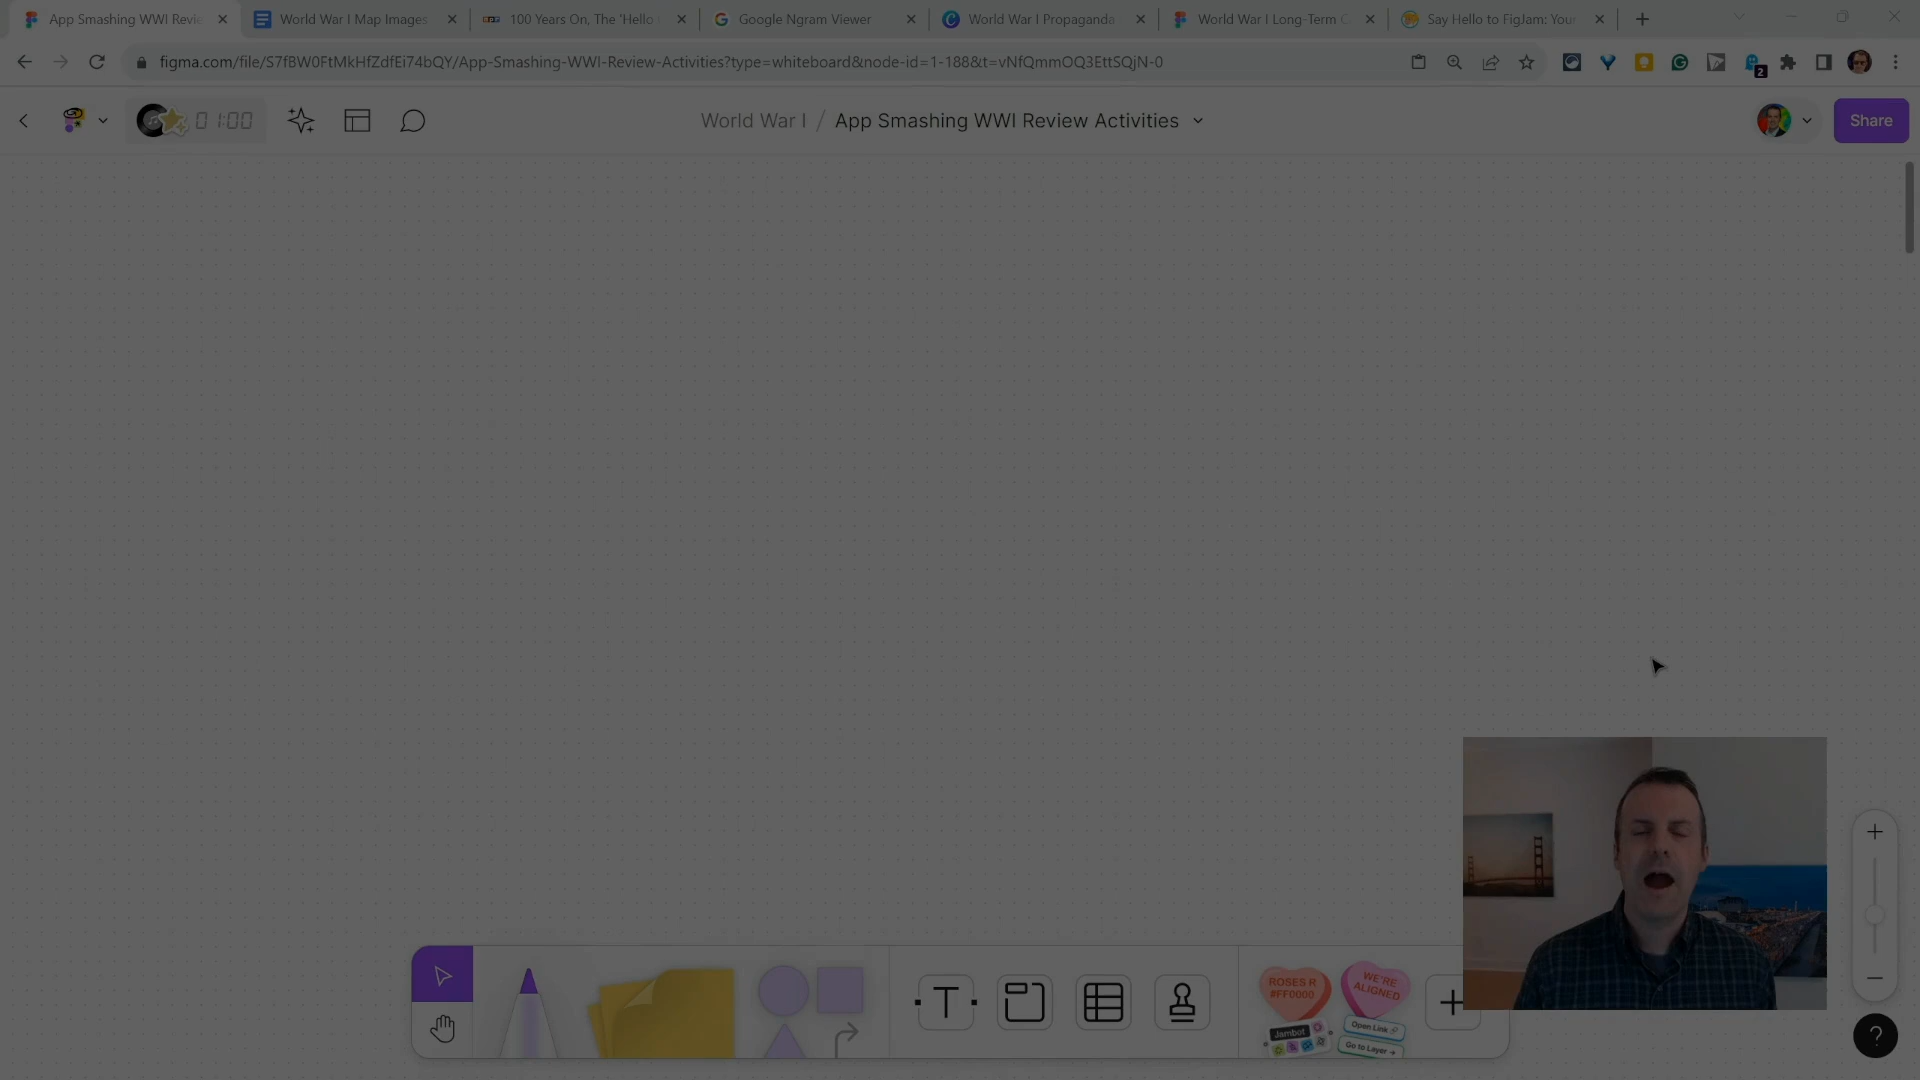 App Smashing WWI Revie
World War I Map Images
100 Years On, The 'Hello
Google Ngram Viewer
World War I Propaganda
World War I Long-Term C
Say Hello to FigJam: Your
figma.com/file/S7fBW0FtMkHfZdfEi74bQY/App-Smashing-WWI-Review-Activities?type=whiteboard&node-id=1-188&t=vNfQmmOQ3EttSQjN-0
2
01:00
World War I / App Smashing WWI Review Activities
Share
T
ROSES R
#FF0000
WE'RE
ALIGNED
Jambot
Open Link
Go to Layer →
?